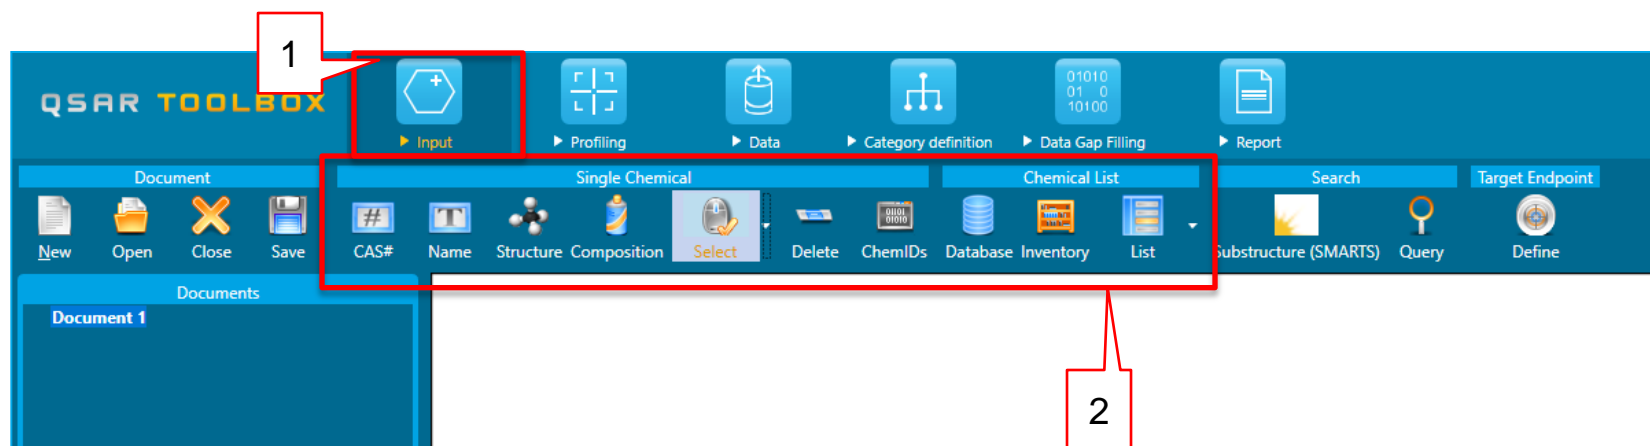 1
QSAR TOOLBOX
01010
01 0
10100
Input Profiling Data Category definition Data Gap Filling Report
Document Single Chemical Chemical List Search Target Endpoint
#
T
01101
01010
New Open Close Save CAS# Name Structure Composition Select Delete ChemIDs Database Inventory List Substructure (SMARTS) Query Define
Documents
Document 1
2